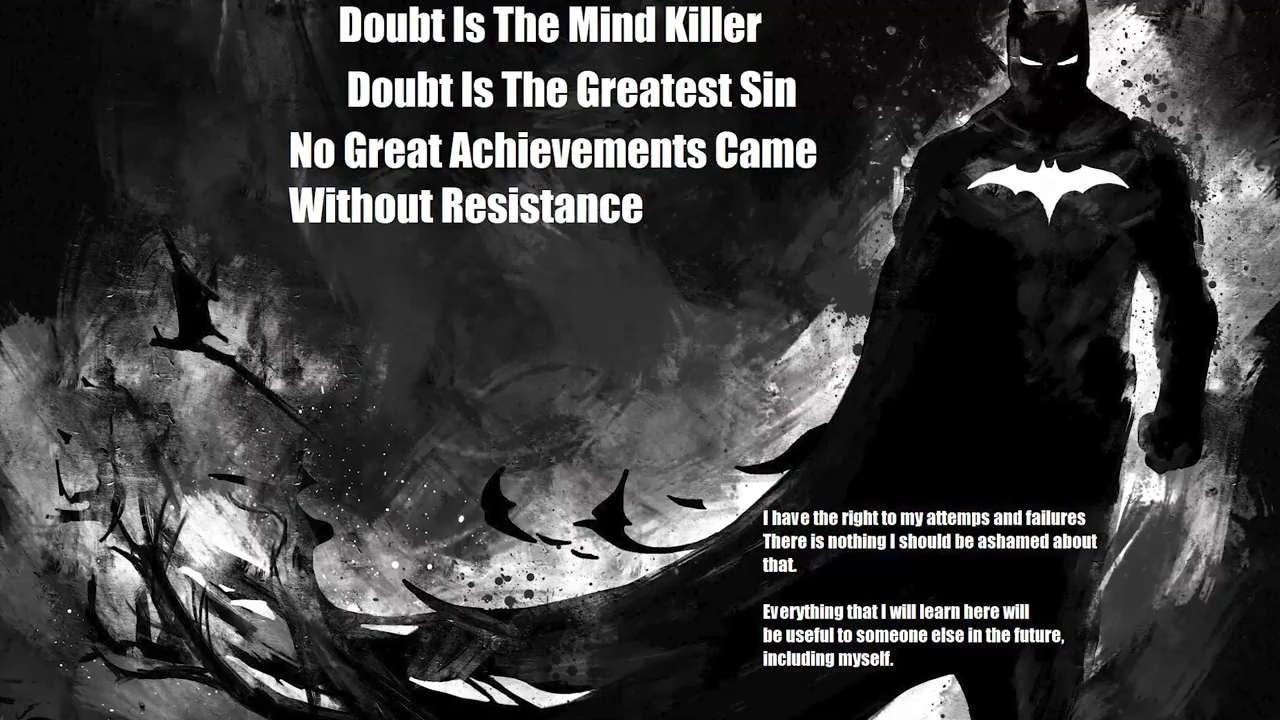 Doubt Is The Mind Killer
Doubt Is The Greatest Sin
No Great Achievements Came
Without Resistance
I have the right to my attemps and failures
There is nothing I should be ashamed about
that.
Everything that I will learn here will
be useful to someone else in the future,
including myself.